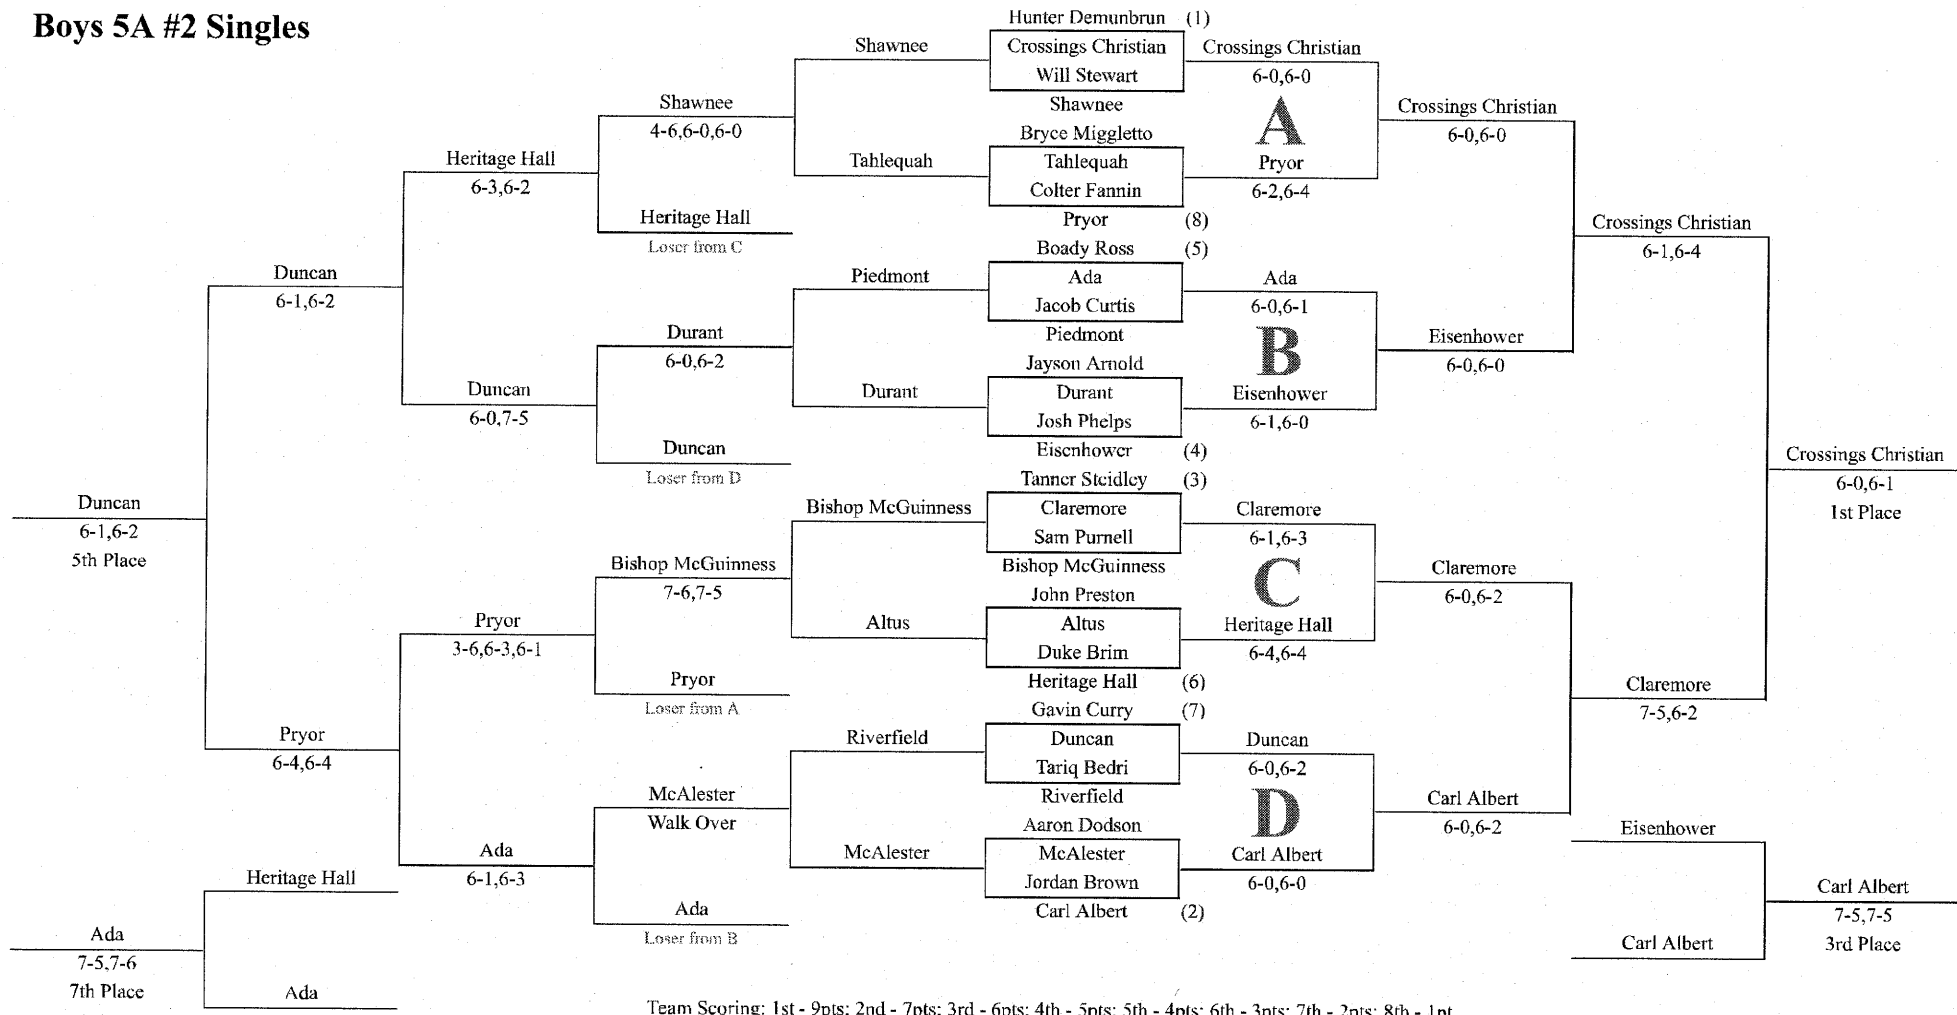 Boys 5A #2 Singles
Hunter Demunbrun (1)
Crossings Christian
Will Stewart
Shawnee
Bryce Miggletto
Tahlequah
Colter Fannin
Pryor (8)
Boady Ross (5)
Ada
Jacob Curtis
Piedmont
Jayson Arnold
Durant
Josh Phelps
Eisenhower (4)
Tanner Steidley (3)
Claremore
Sam Purnell
Bishop McGuinness
John Preston
Altus
Duke Brim
Heritage Hall (6)
Gavin Curry (7)
Duncan
Tariq Bedri
Riverfield
Aaron Dodson
McAlester
Jordan Brown
Carl Albert (2)
Crossings Christian
6-0,6-0
A
Pryor
6-2,6-4
Ada
6-0,6-1
B
Eisenhower
6-1,6-0
Claremore
6-1,6-3
C
Heritage Hall
6-4,6-4
Duncan
6-0,6-2
D
Carl Albert
6-0,6-0
Crossings Christian
6-0,6-0
Eisenhower
6-0,6-0
Claremore
6-0,6-2
Carl Albert
6-0,6-2
Crossings Christian
6-1,6-4
Claremore
7-5,6-2
Crossings Christian
6-0,6-1
1st Place
Eisenhower
Carl Albert
Carl Albert
7-5,7-5
3rd Place
Shawnee
Tahlequah
Piedmont
Durant
Bishop McGuinness
Altus
Riverfield
McAlester
Shawnee
4-6,6-0,6-0
Heritage Hall
Loser from C
Durant
6-0,6-2
Duncan
Loser from D
Bishop McGuinness
7-6,7-5
Pryor
Loser from A
McAlester
Walk Over
Ada
Loser from B
Heritage Hall
6-3,6-2
Duncan
6-0,7-5
Pryor
3-6,6-3,6-1
Ada
6-1,6-3
Duncan
6-1,6-2
Pryor
6-4,6-4
Duncan
6-1,6-2
5th Place
Heritage Hall
Ada
Ada
7-5,7-6
7th Place
Team Scoring: 1st - 9pts; 2nd - 7pts; 3rd - 6pts; 4th - 5pts; 5th - 4pts; 6th - 3pts; 7th - 2pts; 8th - 1pt